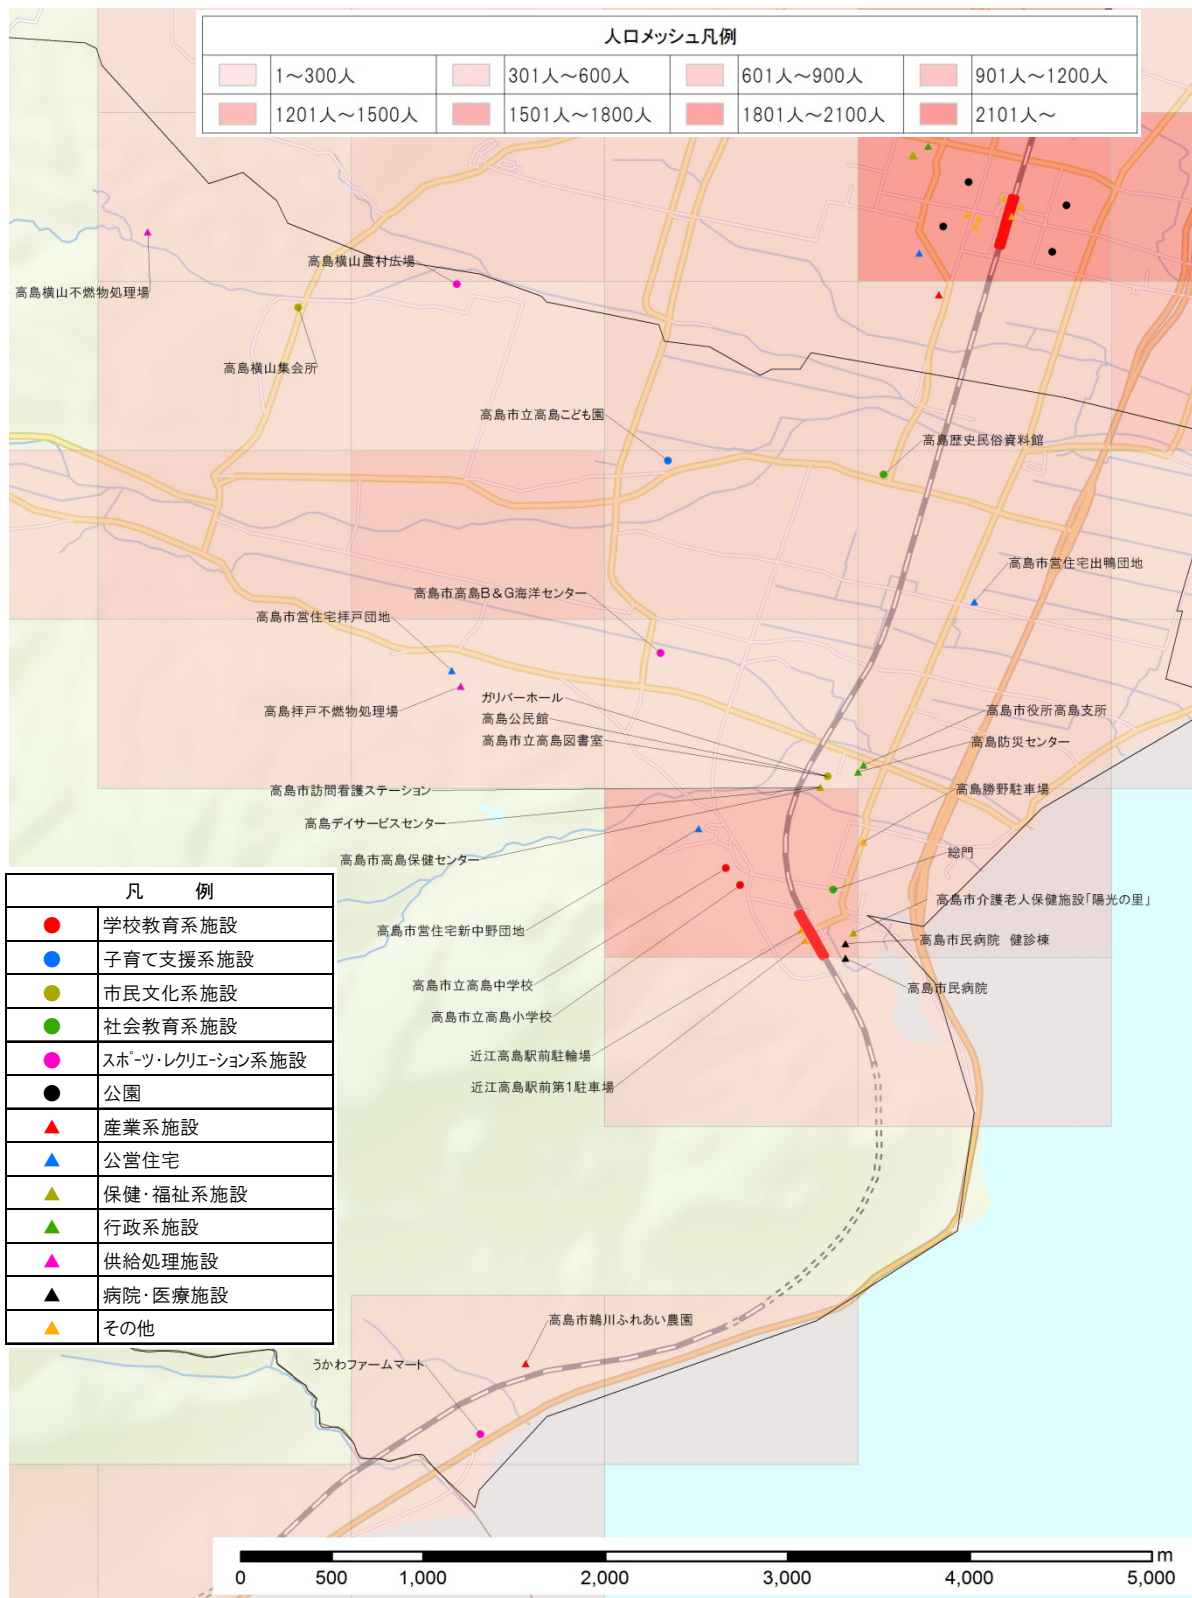 人口メッシュ凡例
1～300人
301人～600人
601人～900人
901人～1200人
1201人～1500人
1501人～1800人
1801人～2100人
2101人～
高島横山農村広場
高島横山不燃物処理場
高島横山集会所
高島市立高島こども園
高島歴史民俗資料館
高島市営住宅出鴨団地
高島市高島B＆G海洋センター
高島市営住宅拝戸団地
ガリバーホール
高島拝戸不燃物処理場
高島公民館
高島市役所高島支所
高島市立高島図書室
高島防災センター
高島市訪問看護ステーション
高島勝野駐車場
高島デイサービスセンター
高島市高島保健センター
総門
高島市介護老人保健施設「陽光の里」
高島市営住宅新中野団地
高島市民病院 健診棟
高島市立高島中学校
高島市民病院
高島市立高島小学校
近江高島駅前駐輪場
近江高島駅前第1駐車場
高島市鵜川ふれあい農園
うかわファームマート
凡 例
学校教育系施設
子育て支援系施設
市民文化系施設
社会教育系施設
スポーツ・レクリエーション系施設
公園
産業系施設
公営住宅
保健・福祉系施設
行政系施設
供給処理施設
病院・医療施設
その他
0 500 1,000 2,000 3,000 4,000 5,000 m